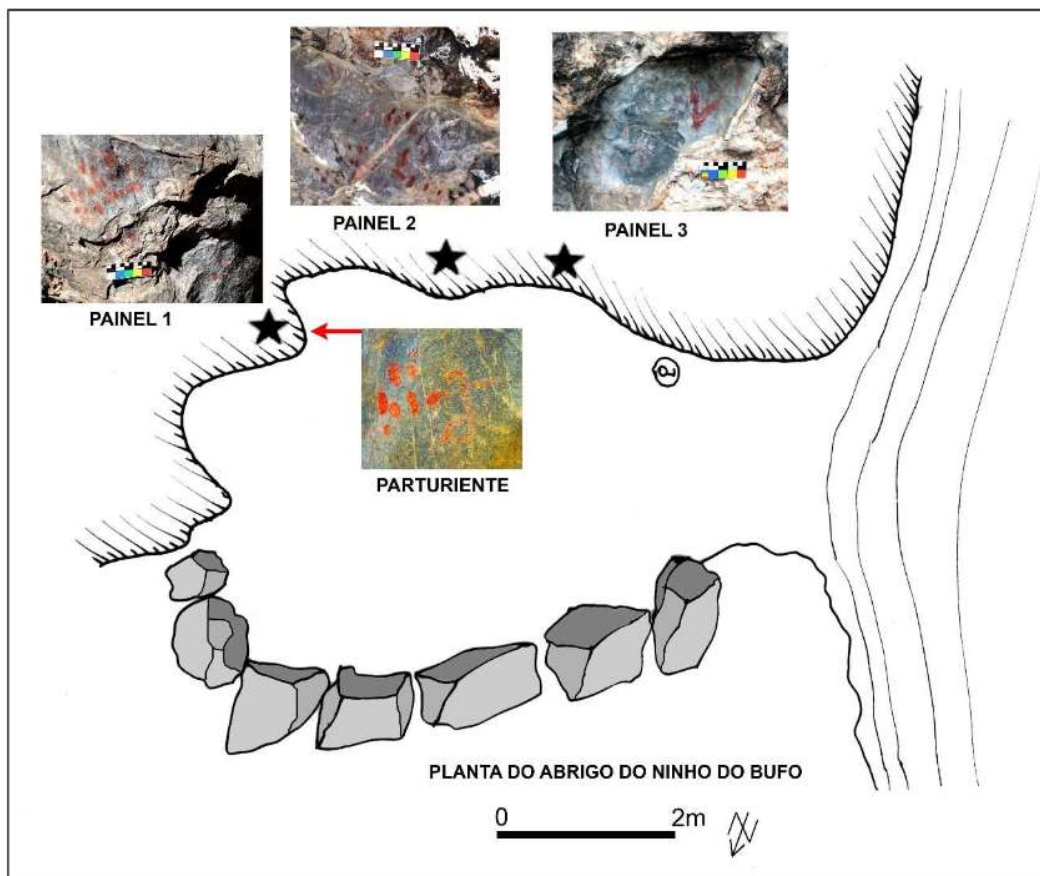 PAINEL 1
PAINEL 2
PAINEL 3
PARTURIENTE
PLANTA DO ABRIGO DO NINHO DO BUFO
0 2m
N